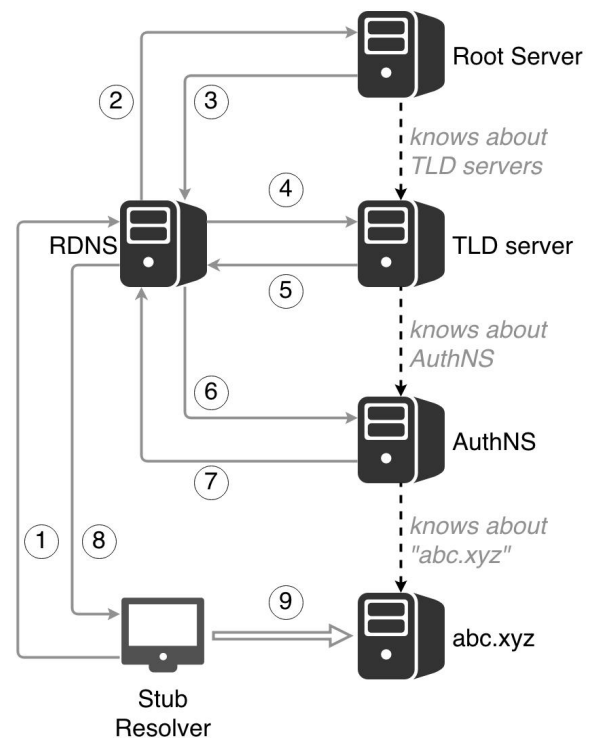 Root Server
2
3
knows about
TLD servers
4
RDNS
TLD server
5
knows about
AuthNS
6
AuthNS
7
knows about
"abc.xyz"
1
8
9
abc.xyz
Stub
Resolver